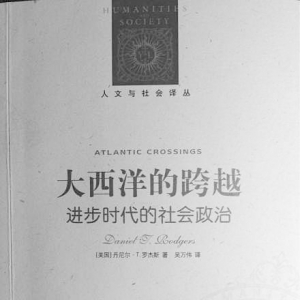 HUMANITIES
SOCIETY
人文与社会译丛
ATLANTIC CROSSINGS
大西洋的跨越
进步时代的社会政治
Daniel T. Rodgers
[美国]丹尼尔·T.罗杰斯 著 吴万伟 译